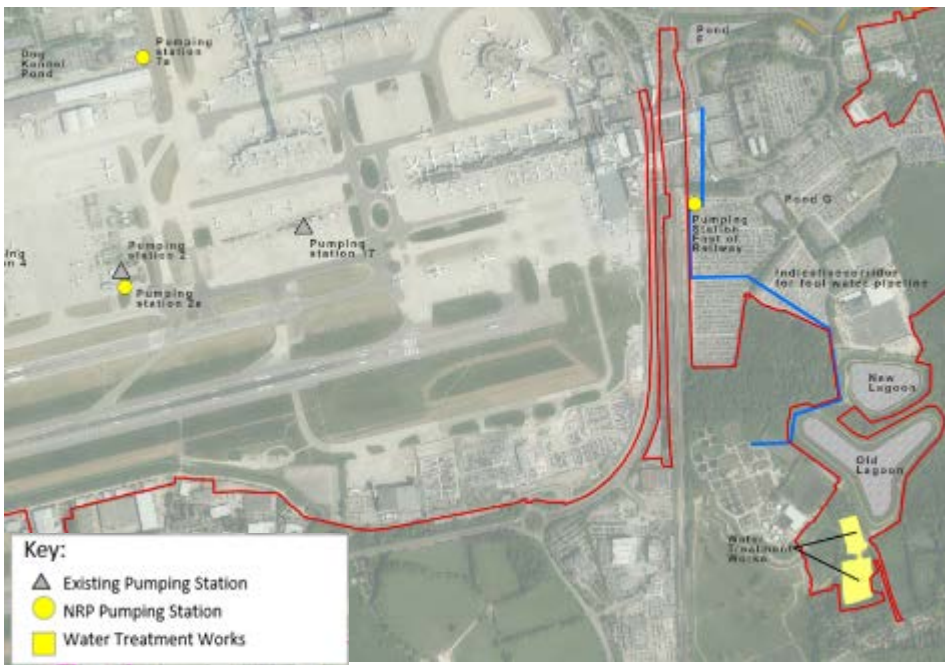 Dog
Kennel
Pond
Pumping
station
7a
Pond
F
Pond G
Pumping
Station
East of
Railway
Pumping
station 2
Pumping
station 17
Pumping
station 2a
Indicative corridor
for foul water pipeline
New
Lagoon
Old
Lagoon
Water
Treatment
Works
Key:
Existing Pumping Station
NRP Pumping Station
Water Treatment Works